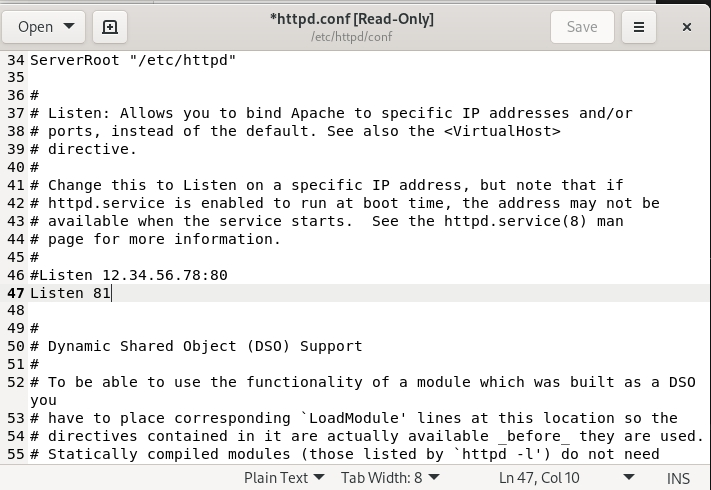 Open
*httpd.conf [Read-Only]
/etc/httpd/conf
Save
34 ServerRoot "/etc/httpd"
35
36 #
37 # Listen: Allows you to bind Apache to specific IP addresses and/or
38 # ports, instead of the default. See also the <VirtualHost>
39 # directive.
40 #
41 # Change this to Listen on a specific IP address, but note that if
42 # httpd.service is enabled to run at boot time, the address may not be
43 # available when the service starts.  See the httpd.service(8) man
44 # page for more information.
45 #
46 #Listen 12.34.56.78:80
47 Listen 81
48
49 #
50 # Dynamic Shared Object (DSO) Support
51 #
52 # To be able to use the functionality of a module which was built as a DSO
you
53 # have to place corresponding `LoadModule' lines at this location so the
54 # directives contained in it are actually available _before_ they are used.
55 # Statically compiled modules (those listed by `httpd -l') do not need
Plain Text
Tab Width: 8
Ln 47, Col 10
INS